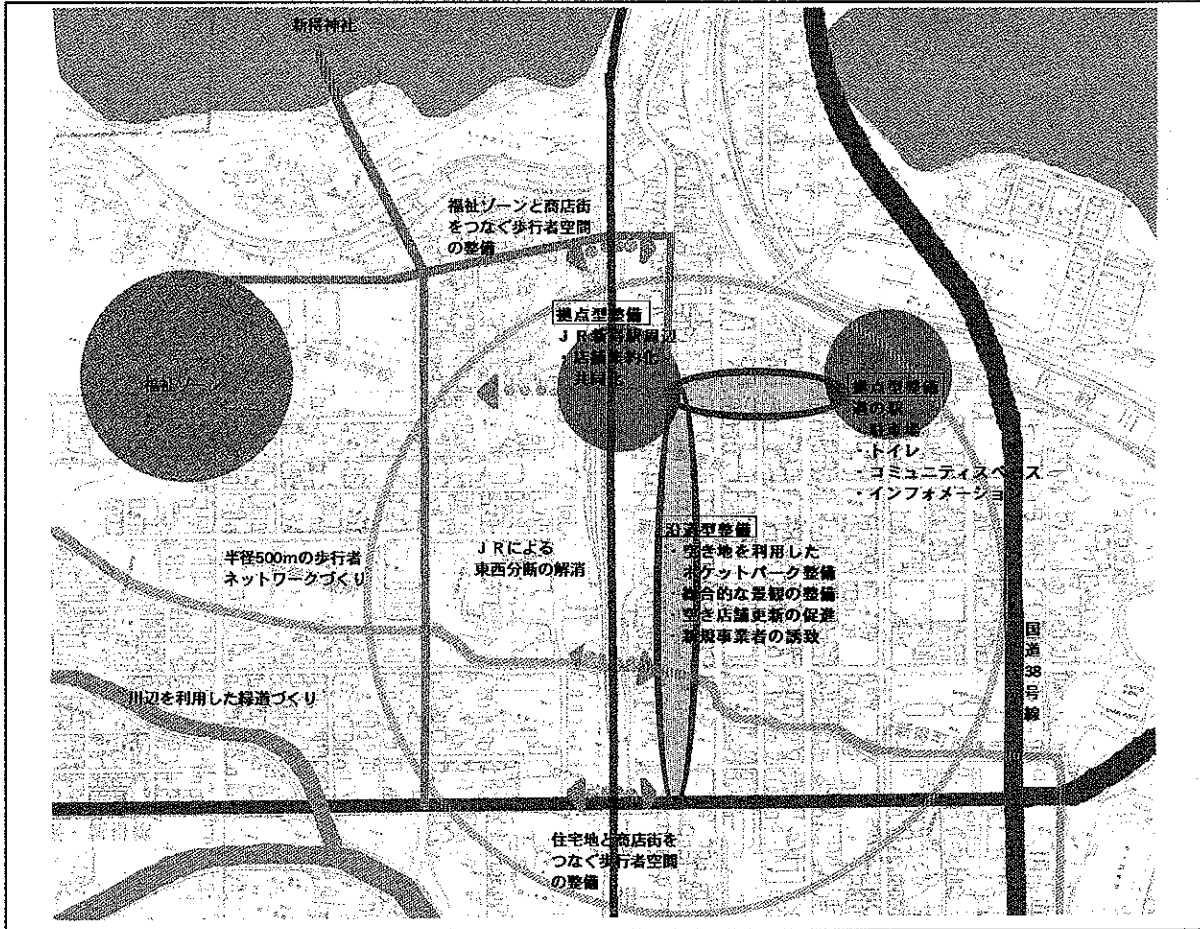 新得神社
福祉ゾーンと商店街
をつなぐ歩行者空間
の整備
拠点型整備
ＪＲ新得駅周辺
・店舗集約化
共同化
福祉ゾーン
拠点型整備
道の駅
・駐車場
・トイレ
・コミュニティスペース
・インフォメーション
沿道型整備
・空き地を利用した
ポケットパーク整備
・総合的な景観の整備
・空き店舗更新の促進
・新規事業者の誘致
ＪＲによる
東西分断の解消
半径500mの歩行者
ネットワークづくり
国道38号線
川辺を利用した緑道づくり
住宅地と商店街を
つなぐ歩行者空間
の整備